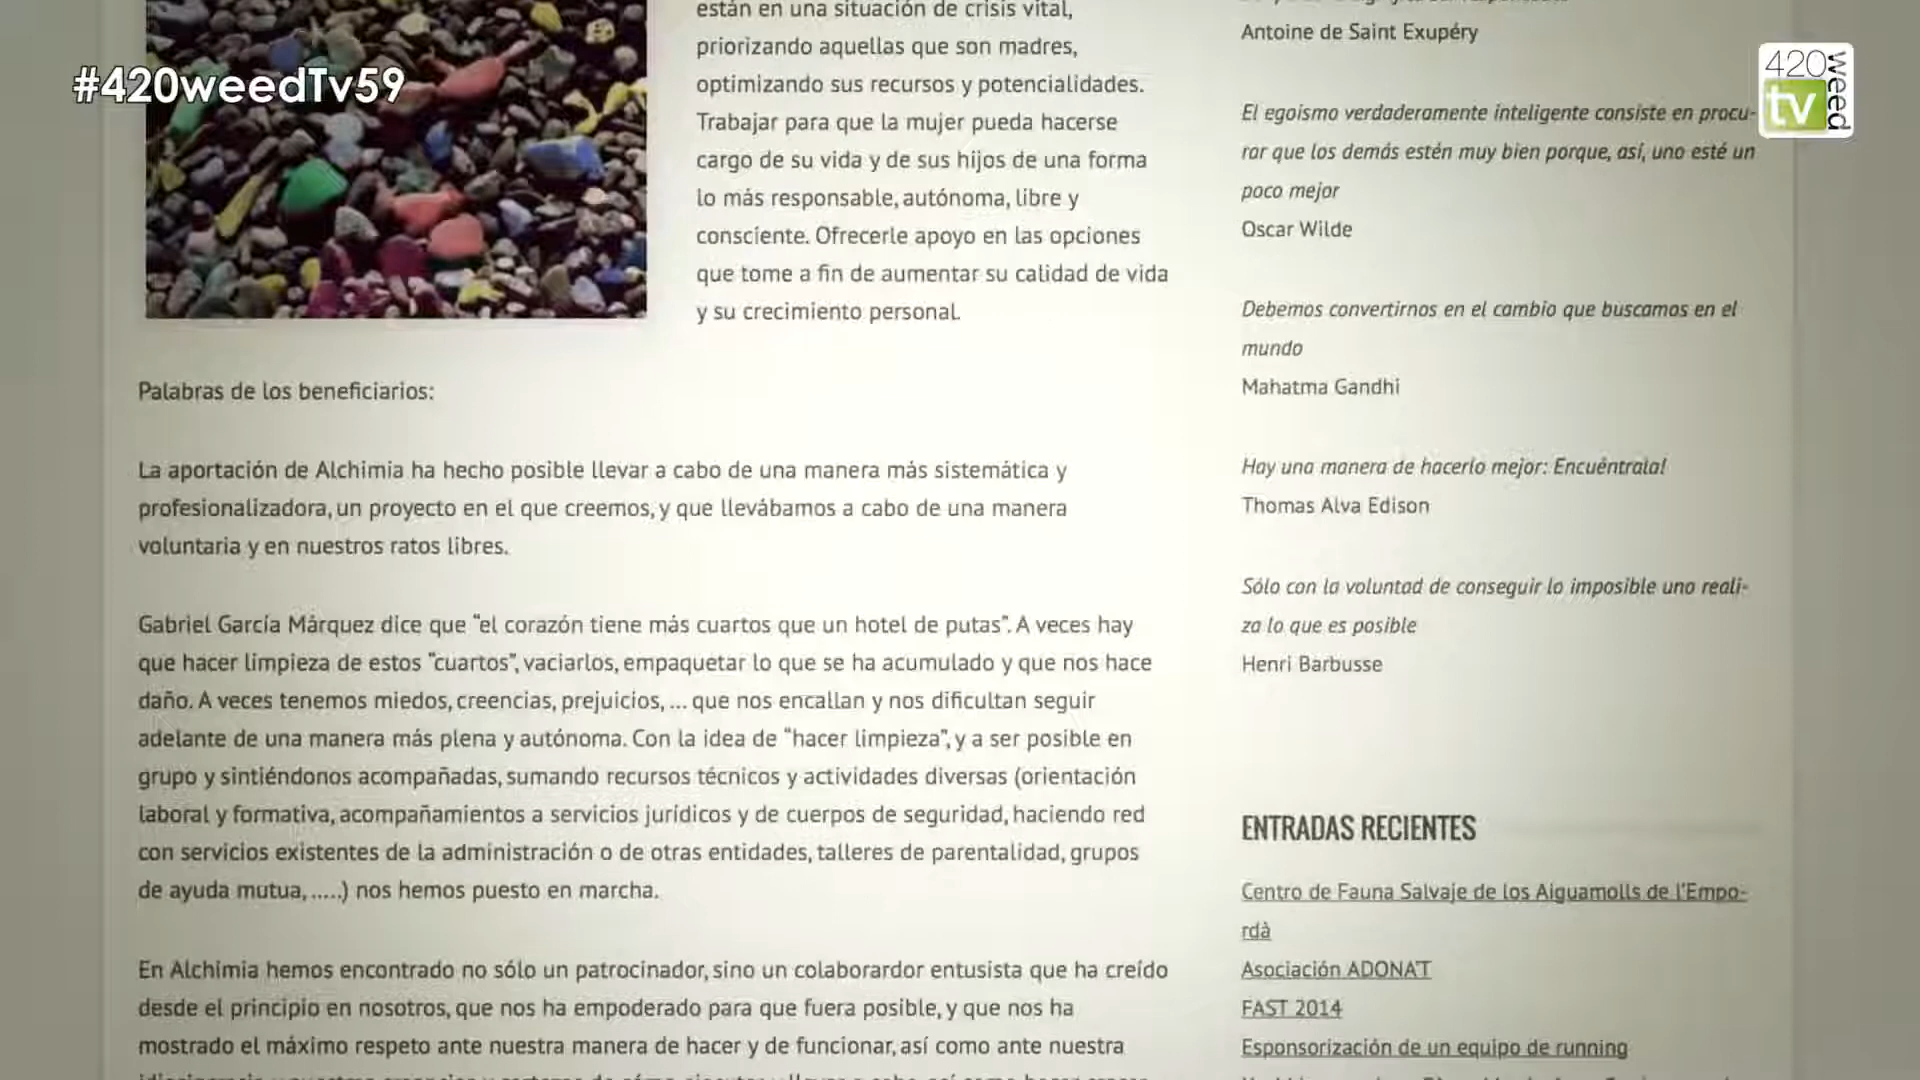 #420weedTv59
420
weed
tv
están en una situación de crisis vital,
priorizando aquellas que son madres,
optimizando sus recursos y potencialidades.
Trabajar para que la mujer pueda hacerse
cargo de su vida y de sus hijos de una forma
lo más responsable, autónoma, libre y
consciente. Ofrecerle apoyo en las opciones
que tome a fin de aumentar su calidad de vida
y su crecimiento personal.
Palabras de los beneficiarios:
La aportación de Alchimia ha hecho posible llevar a cabo de una manera más sistemática y
profesionalizadora, un proyecto en el que creemos, y que llevábamos a cabo de una manera
voluntaria y en nuestros ratos libres.
Gabriel García Márquez dice que “el corazón tiene más cuartos que un hotel de putas”. A veces hay
que hacer limpieza de estos “cuartos”, vaciarlos, empaquetar lo que se ha acumulado y que nos hace
daño. A veces tenemos miedos, creencias, prejuicios, ... que nos encallan y nos dificultan seguir
adelante de una manera más plena y autónoma. Con la idea de “hacer limpieza”, y a ser posible en
grupo y sintiéndonos acompañadas, sumando recursos técnicos y actividades diversas (orientación
laboral y formativa, acompañamientos a servicios jurídicos y de cuerpos de seguridad, haciendo red
con servicios existentes de la administración o de otras entidades, talleres de parentalidad, grupos
de ayuda mutua, .....) nos hemos puesto en marcha.
En Alchimia hemos encontrado no sólo un patrocinador, sino un colaborardor entusista que ha creído
desde el principio en nosotros, que nos ha empoderado para que fuera posible, y que nos ha
mostrado el máximo respeto ante nuestra manera de hacer y de funcionar, así como ante nuestra
Antoine de Saint Exupéry
El egoismo verdaderamente inteligente consiste en procu-
rar que los demás estén muy bien porque, así, uno esté un
poco mejor
Oscar Wilde
Debemos convertirnos en el cambio que buscamos en el
mundo
Mahatma Gandhi
Hay una manera de hacerlo mejor: Encuéntrala!
Thomas Alva Edison
Sólo con la voluntad de conseguir lo imposible uno reali-
za lo que es posible
Henri Barbusse
ENTRADAS RECIENTES
Centro de Fauna Salvaje de los Aiguamolls de l’Empo-
rdà
Asociación ADONA’T
FAST 2014
Esponsorización de un equipo de running